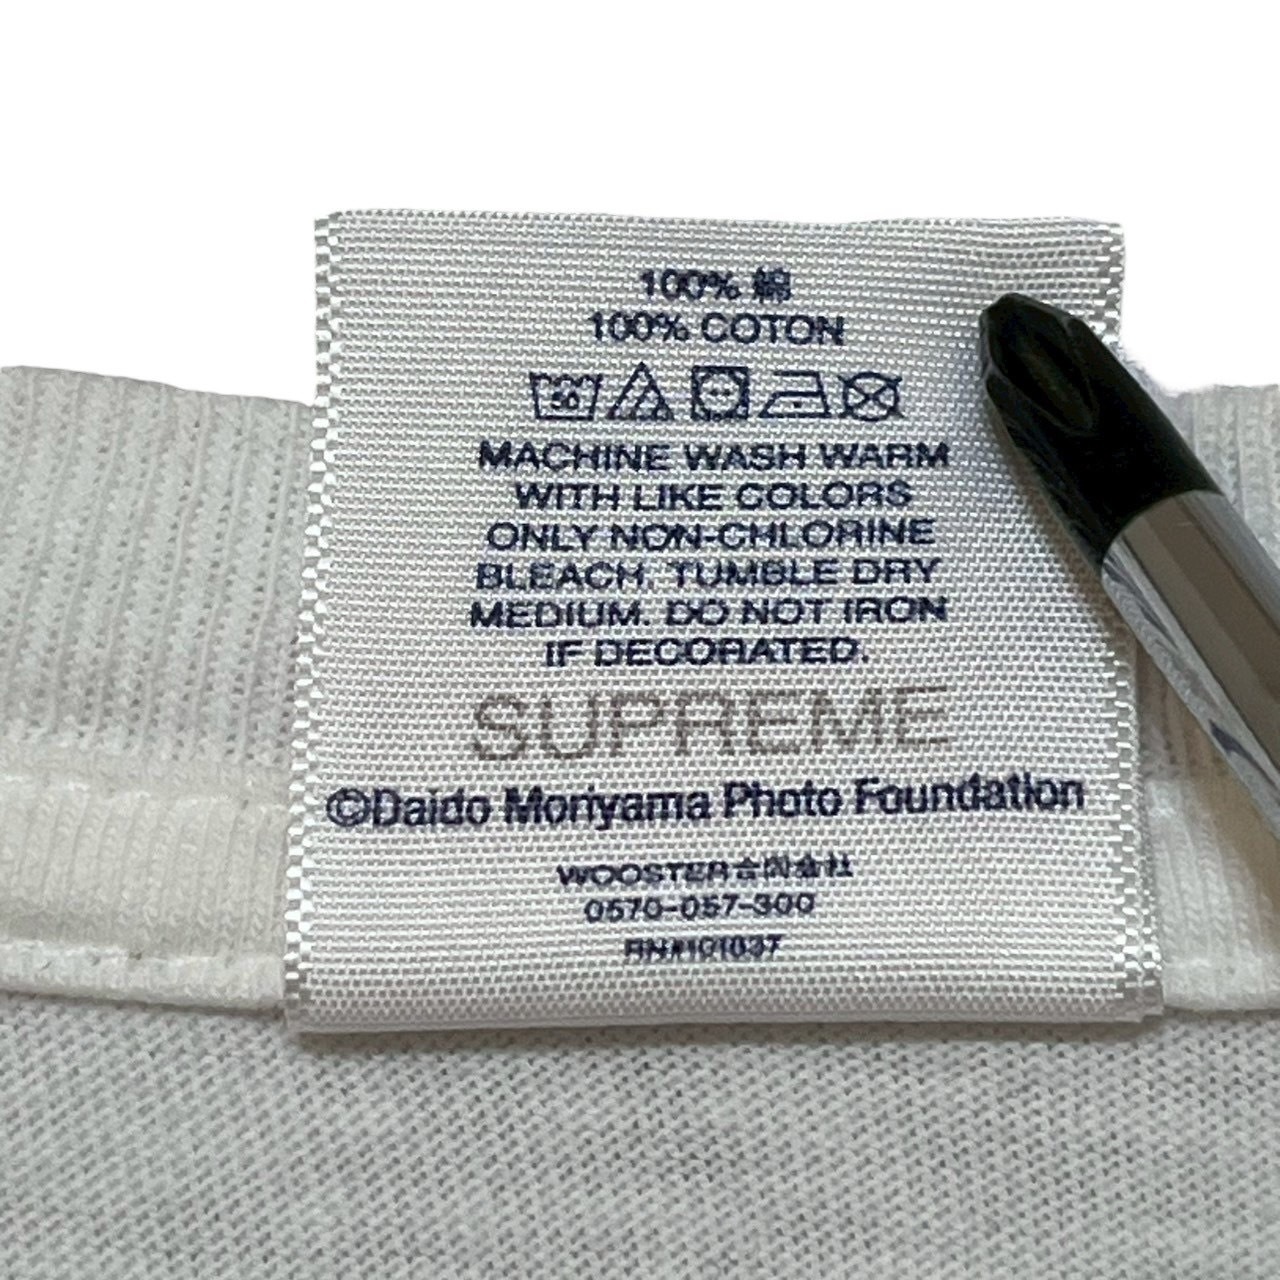 100% 綿
100% COTON
50
MACHINE WASH WARM
WITH LIKE COLORS
ONLY NON-CHLORINE
BLEACH, TUMBLE DRY
MEDIUM. DO NOT IRON
IF DECORATED.
SUPREME
©Daido Moriyama Photo Foundation
WOOSTER合同会社
0570-057-300
RN#101837